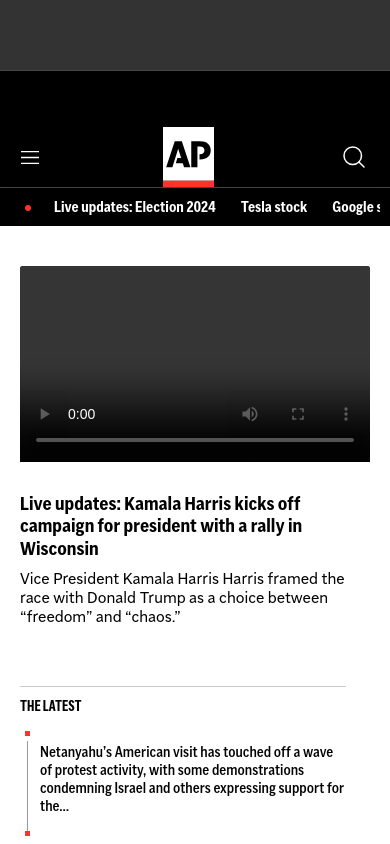 AP
Live updates: Election 2024 Tesla stock Google s
0:00
Live updates: Kamala Harris kicks off
campaign for president with a rally in
Wisconsin
Vice President Kamala Harris Harris framed the
race with Donald Trump as a choice between
“freedom” and “chaos.”
THE LATEST
Netanyahu’s American visit has touched off a wave
of protest activity, with some demonstrations
condemning Israel and others expressing support for
the…